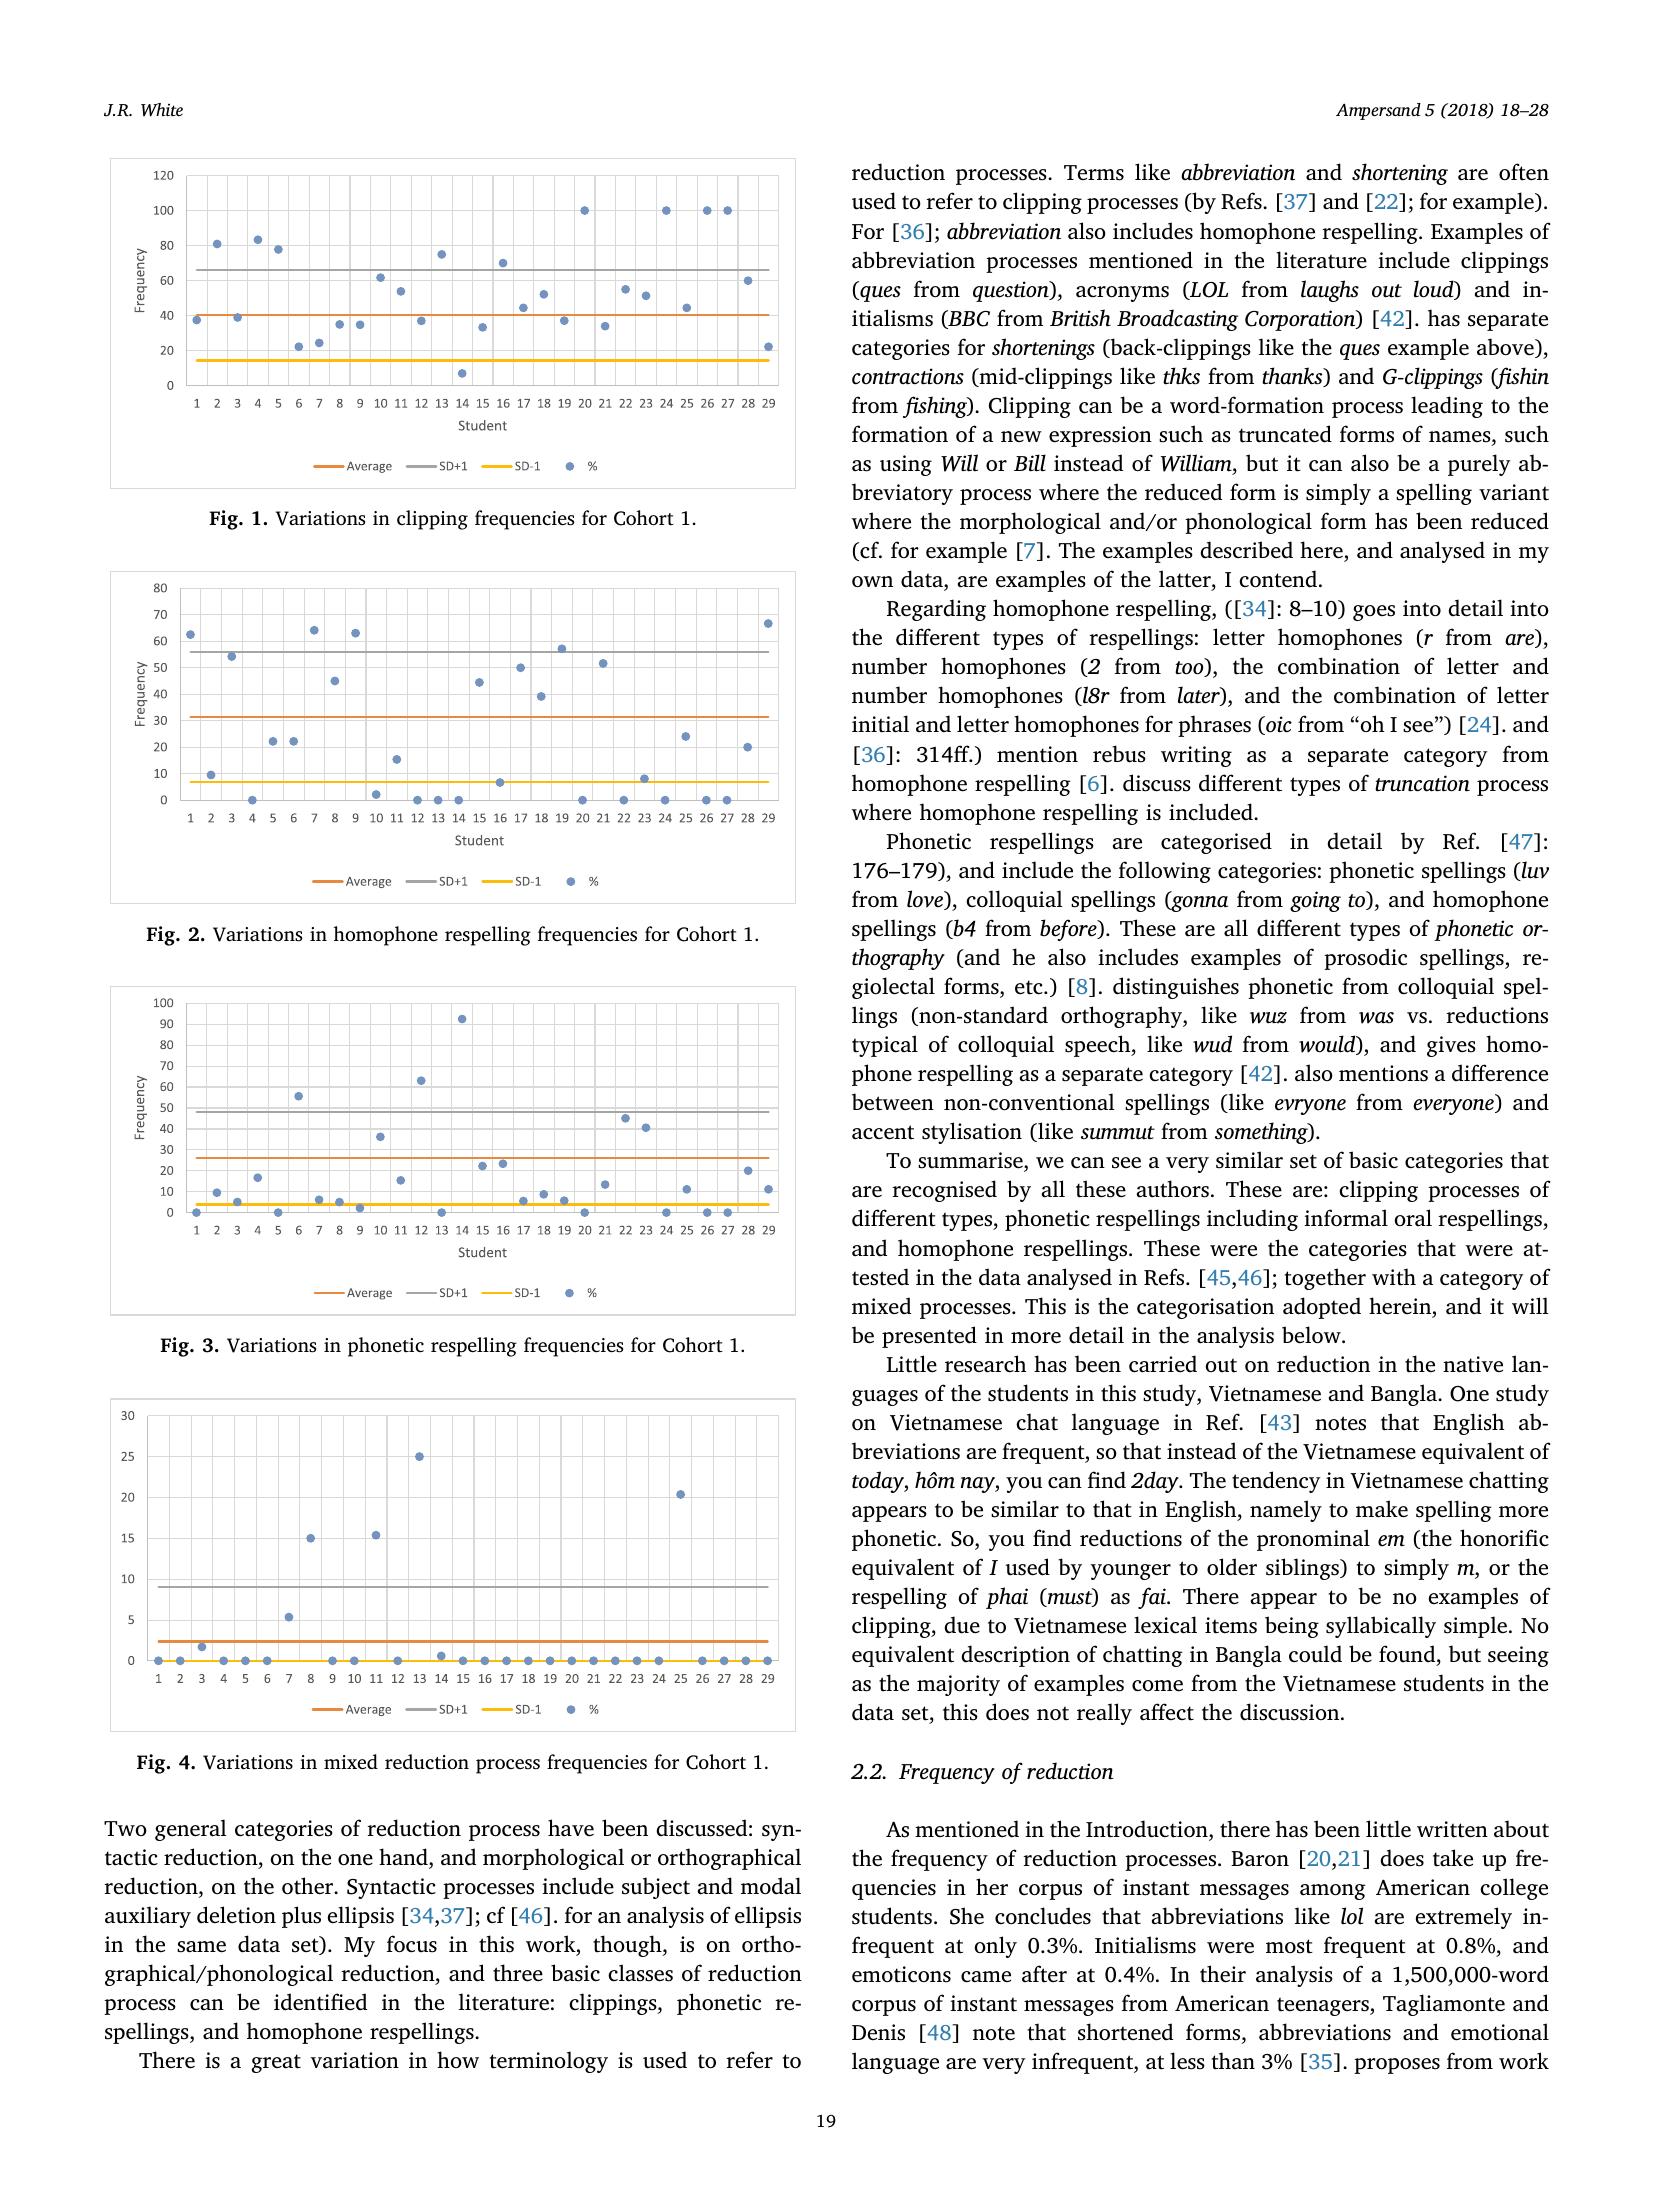 J.R. White
Ampersand 5 (2018) 18–28
120
100
80
60
40
20
0
Frequency
1 2 3 4 5 6 7 8 9 10 11 12 13 14 15 16 17 18 19 20 21 22 23 24 25 26 27 28 29
Student
Average SD+1 SD-1 %
Fig. 1. Variations in clipping frequencies for Cohort 1.
80
70
60
50
40
30
20
10
0
Frequency
1 2 3 4 5 6 7 8 9 10 11 12 13 14 15 16 17 18 19 20 21 22 23 24 25 26 27 28 29
Student
Average SD+1 SD-1 %
Fig. 2. Variations in homophone respelling frequencies for Cohort 1.
100
90
80
70
60
50
40
30
20
10
0
Frequency
1 2 3 4 5 6 7 8 9 10 11 12 13 14 15 16 17 18 19 20 21 22 23 24 25 26 27 28 29
Student
Average SD+1 SD-1 %
Fig. 3. Variations in phonetic respelling frequencies for Cohort 1.
30
25
20
15
10
5
0
1 2 3 4 5 6 7 8 9 10 11 12 13 14 15 16 17 18 19 20 21 22 23 24 25 26 27 28 29
Average SD+1 SD-1 %
Fig. 4. Variations in mixed reduction process frequencies for Cohort 1.
Two general categories of reduction process have been discussed: syn-
tactic reduction, on the one hand, and morphological or orthographical
reduction, on the other. Syntactic processes include subject and modal
auxiliary deletion plus ellipsis [34,37]; cf [46]. for an analysis of ellipsis
in the same data set). My focus in this work, though, is on ortho-
graphical/phonological reduction, and three basic classes of reduction
process can be identified in the literature: clippings, phonetic re-
spellings, and homophone respellings.
There is a great variation in how terminology is used to refer to
reduction processes. Terms like abbreviation and shortening are often
used to refer to clipping processes (by Refs. [37] and [22]; for example).
For [36]; abbreviation also includes homophone respelling. Examples of
abbreviation processes mentioned in the literature include clippings
(ques from question), acronyms (LOL from laughs out loud) and in-
itialisms (BBC from British Broadcasting Corporation) [42]. has separate
categories for shortenings (back-clippings like the ques example above),
contractions (mid-clippings like thks from thanks) and G-clippings (fishin
from fishing). Clipping can be a word-formation process leading to the
formation of a new expression such as truncated forms of names, such
as using Will or Bill instead of William, but it can also be a purely ab-
breviatory process where the reduced form is simply a spelling variant
where the morphological and/or phonological form has been reduced
(cf. for example [7]. The examples described here, and analysed in my
own data, are examples of the latter, I contend.
Regarding homophone respelling, ([34]: 8–10) goes into detail into
the different types of respellings: letter homophones (r from are),
number homophones (2 from too), the combination of letter and
number homophones (l8r from later), and the combination of letter
initial and letter homophones for phrases (oic from “oh I see”) [24]. and
[36]: 314ff.) mention rebus writing as a separate category from
homophone respelling [6]. discuss different types of truncation process
where homophone respelling is included.
Phonetic respellings are categorised in detail by Ref. [47]:
176–179), and include the following categories: phonetic spellings (luv
from love), colloquial spellings (gonna from going to), and homophone
spellings (b4 from before). These are all different types of phonetic or-
thography (and he also includes examples of prosodic spellings, re-
giolectal forms, etc.) [8]. distinguishes phonetic from colloquial spel-
lings (non-standard orthography, like wuz from was vs. reductions
typical of colloquial speech, like wud from would), and gives homo-
phone respelling as a separate category [42]. also mentions a difference
between non-conventional spellings (like evryone from everyone) and
accent stylisation (like summut from something).
To summarise, we can see a very similar set of basic categories that
are recognised by all these authors. These are: clipping processes of
different types, phonetic respellings including informal oral respellings,
and homophone respellings. These were the categories that were at-
tested in the data analysed in Refs. [45,46]; together with a category of
mixed processes. This is the categorisation adopted herein, and it will
be presented in more detail in the analysis below.
Little research has been carried out on reduction in the native lan-
guages of the students in this study, Vietnamese and Bangla. One study
on Vietnamese chat language in Ref. [43] notes that English ab-
breviations are frequent, so that instead of the Vietnamese equivalent of
today, hôm nay, you can find 2day. The tendency in Vietnamese chatting
appears to be similar to that in English, namely to make spelling more
phonetic. So, you find reductions of the pronominal em (the honorific
equivalent of I used by younger to older siblings) to simply m, or the
respelling of phai (must) as fai. There appear to be no examples of
clipping, due to Vietnamese lexical items being syllabically simple. No
equivalent description of chatting in Bangla could be found, but seeing
as the majority of examples come from the Vietnamese students in the
data set, this does not really affect the discussion.
2.2. Frequency of reduction
As mentioned in the Introduction, there has been little written about
the frequency of reduction processes. Baron [20,21] does take up fre-
quencies in her corpus of instant messages among American college
students. She concludes that abbreviations like lol are extremely in-
frequent at only 0.3%. Initialisms were most frequent at 0.8%, and
emoticons came after at 0.4%. In their analysis of a 1,500,000-word
corpus of instant messages from American teenagers, Tagliamonte and
Denis [48] note that shortened forms, abbreviations and emotional
language are very infrequent, at less than 3% [35]. proposes from work
19